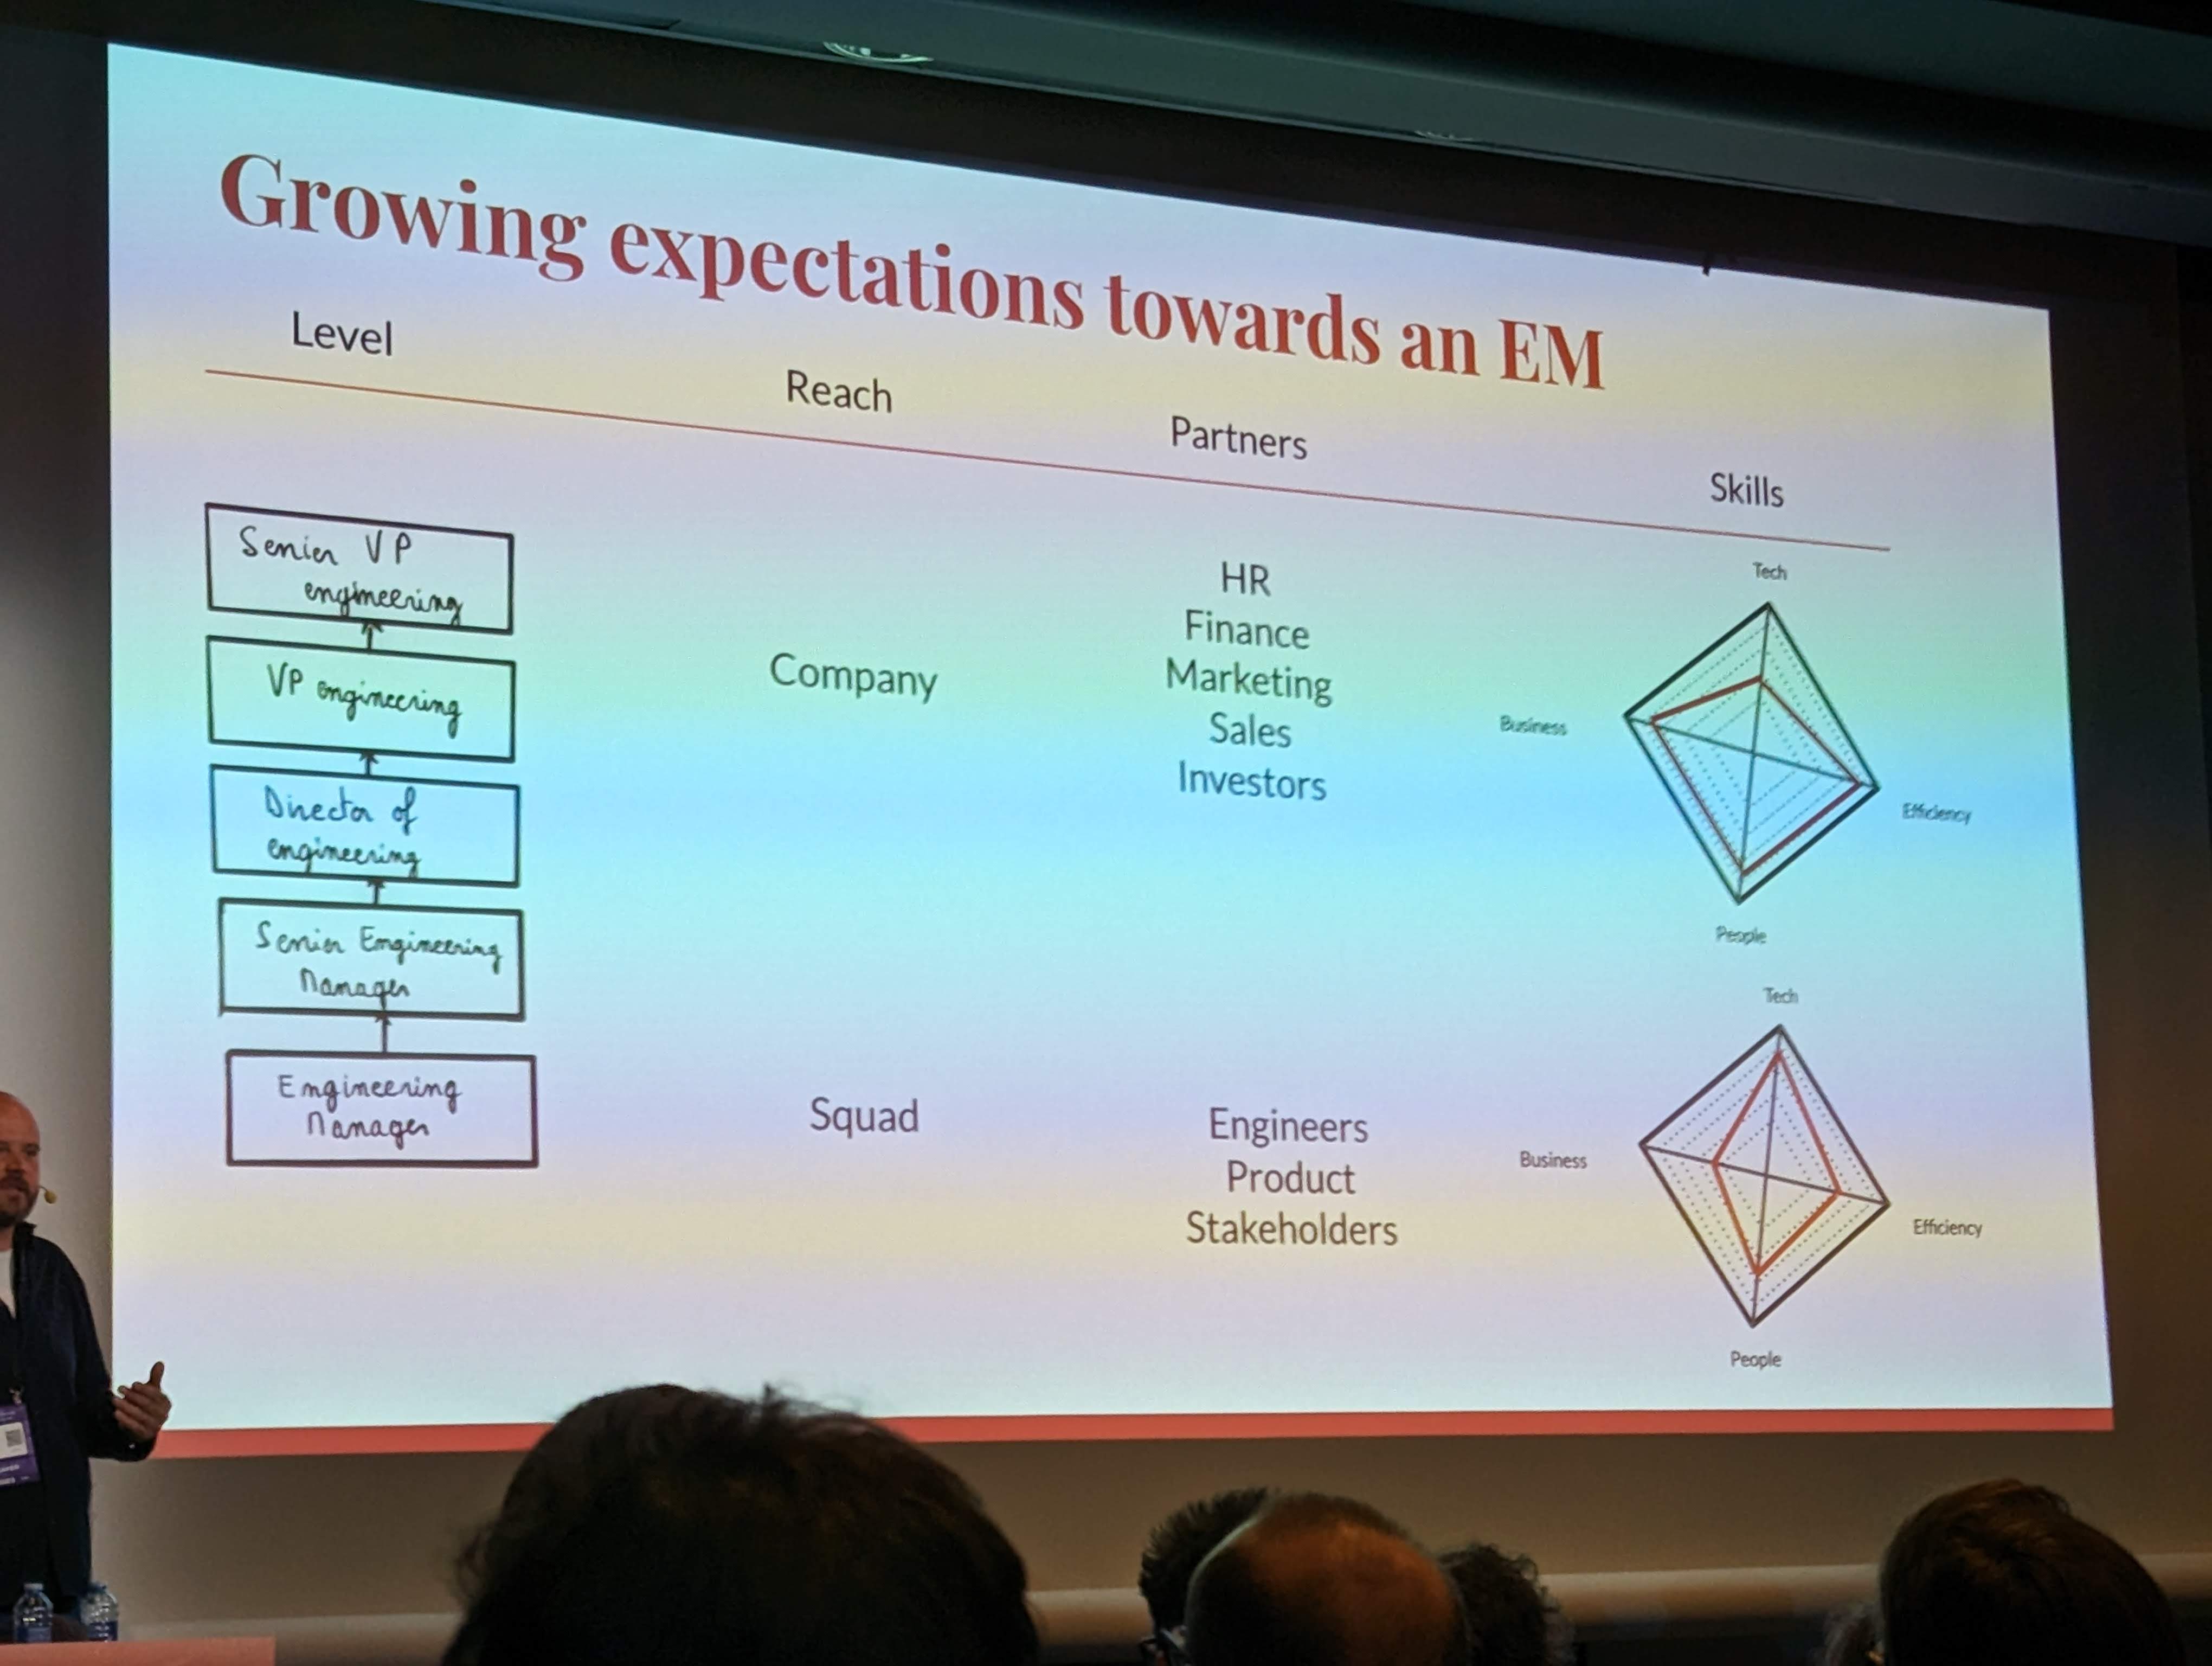 Growing expectations towards an EM
Level
Reach
Partners
Skills
Senior VP
engineering
VP engineering
Director of
engineering
Senior Engineering
Manager
Engineering
Manager
Company
Squad
HR
Finance
Marketing
Sales
Investors
Engineers
Product
Stakeholders
Tech
Business
Efficiency
People
Tech
Business
Efficiency
People